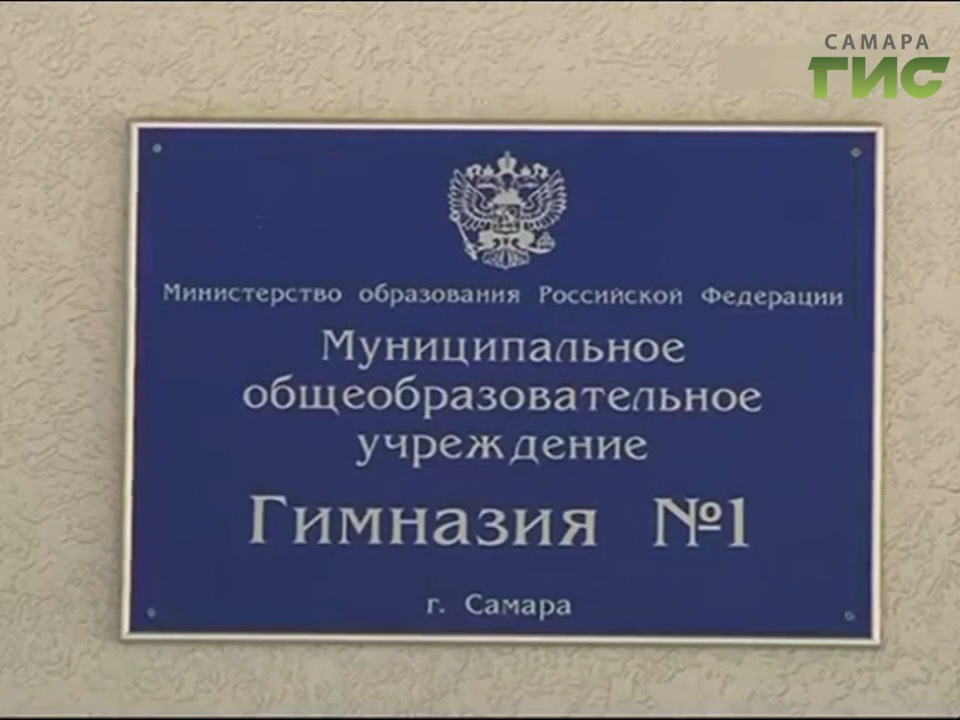 САМАРА
ГИС
Министерство образования Российской Федерации
Муниципальное
общеобразовательное
учреждение
Гимназия №1
г. Самара